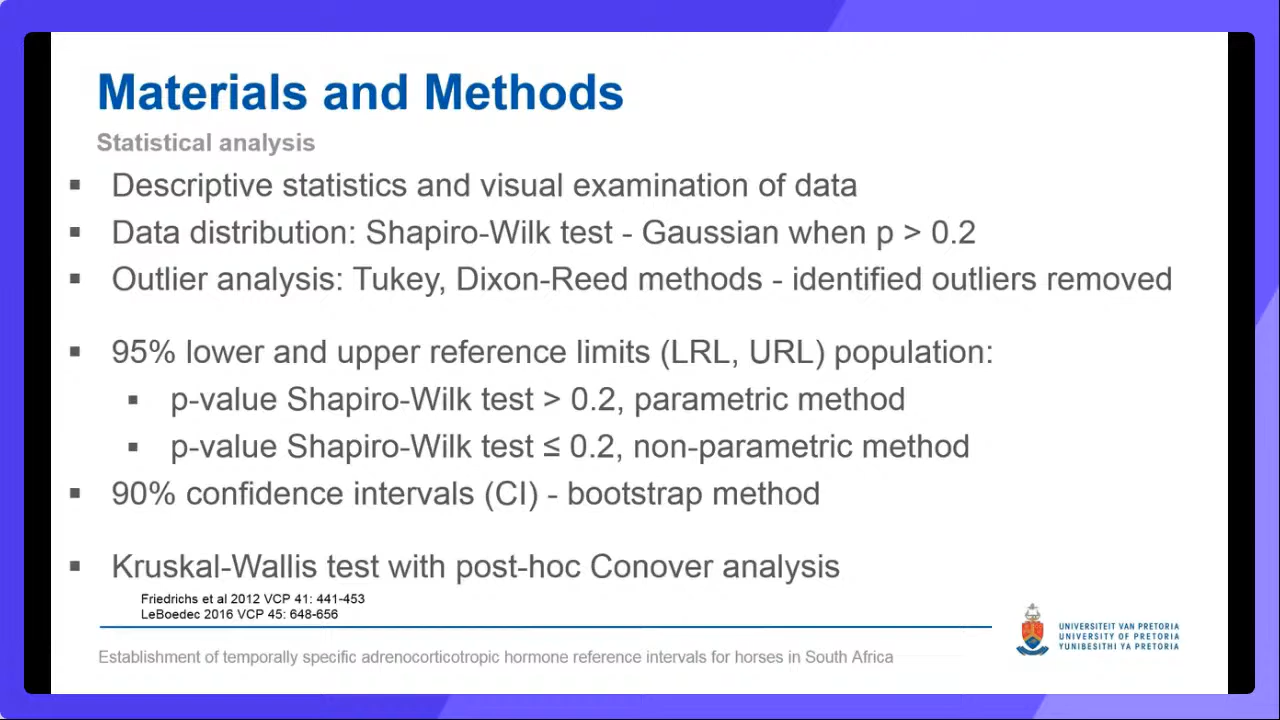 Materials and Methods
Statistical analysis
▪ Descriptive statistics and visual examination of data
▪ Data distribution: Shapiro-Wilk test - Gaussian when p > 0.2
▪ Outlier analysis: Tukey, Dixon-Reed methods - identified outliers removed
▪ 95% lower and upper reference limits (LRL, URL) population:
▪ p-value Shapiro-Wilk test > 0.2, parametric method
▪ p-value Shapiro-Wilk test ≤ 0.2, non-parametric method
▪ 90% confidence intervals (CI) - bootstrap method
▪ Kruskal-Wallis test with post-hoc Conover analysis
Friedrichs et al 2012 VCP 41: 441-453
LeBoedec 2016 VCP 45: 648-656
Establishment of temporally specific adrenocorticotropic hormone reference intervals for horses in South Africa
UNIVERSITEIT VAN PRETORIA
UNIVERSITY OF PRETORIA
YUNIBESITHI YA PRETORIA